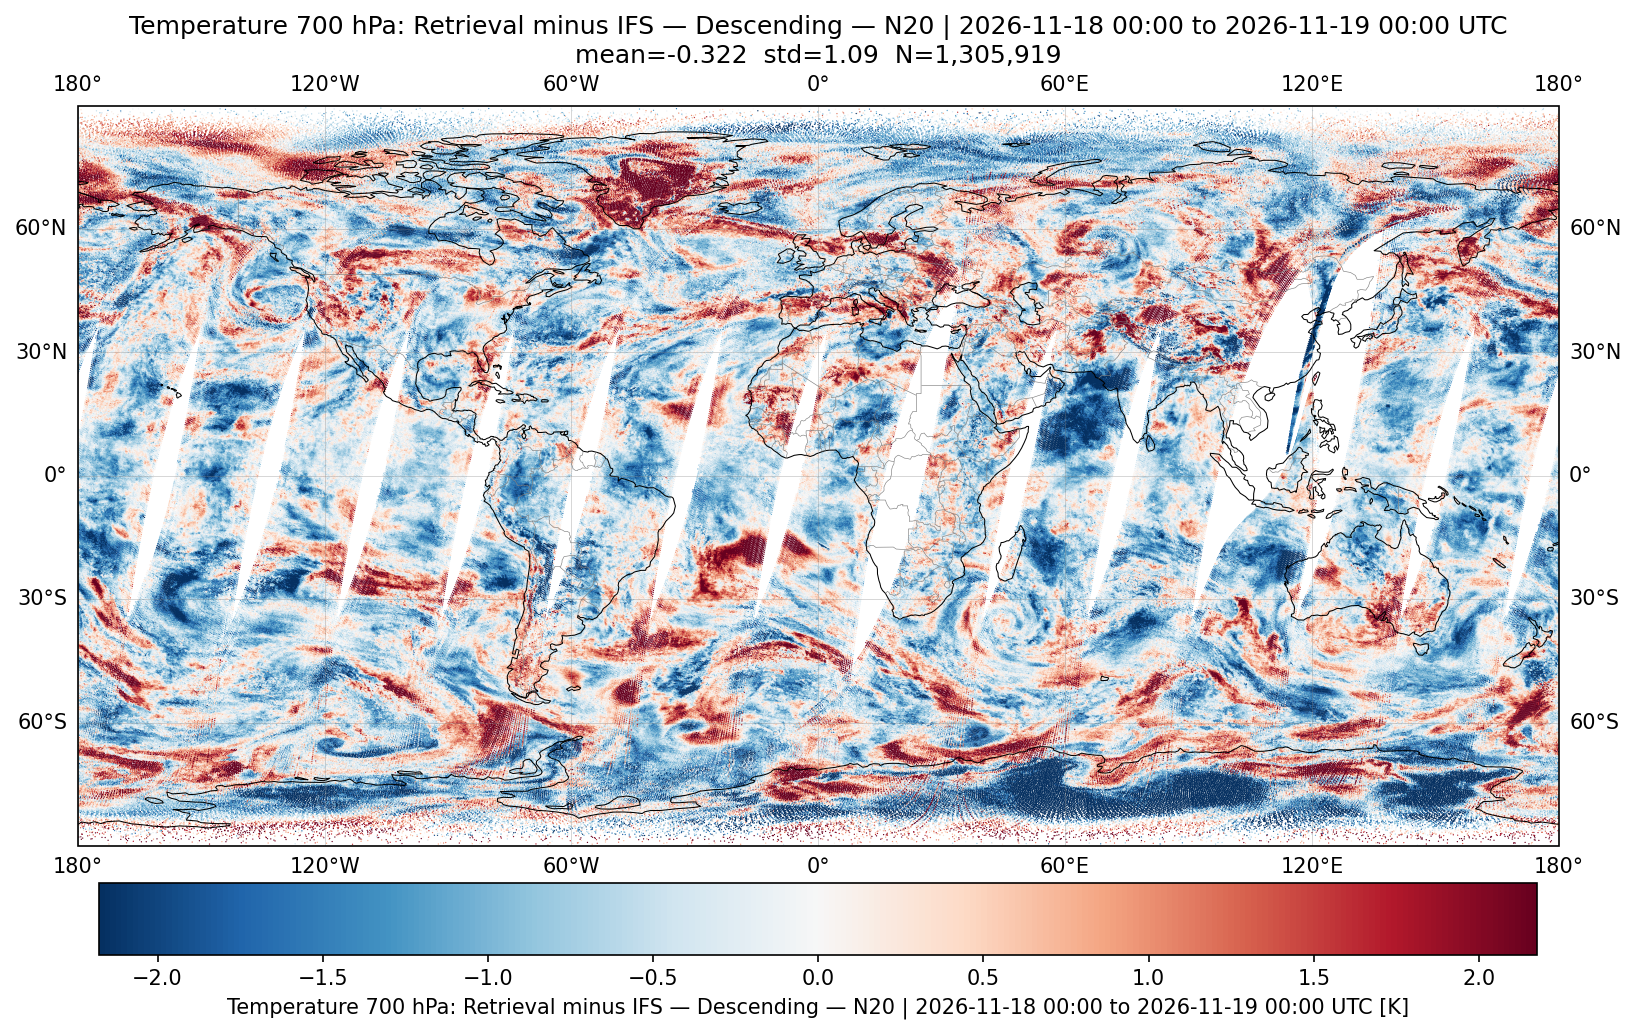 Temperature 700 hPa: Retrieval minus IFS — Descending — N20 | 2026-11-18 00:00 to 2026-11-19 00:00 UTC
mean=-0.322  std=1.09  N=1,305,919
180° 120°W 60°W 0° 60°E 120°E 180°
60°N 60°N
30°N 30°N
0° 0°
30°S 30°S
60°S 60°S
180° 120°W 60°W 0° 60°E 120°E 180°
−2.0 −1.5 −1.0 −0.5 0.0 0.5 1.0 1.5 2.0
Temperature 700 hPa: Retrieval minus IFS — Descending — N20 | 2026-11-18 00:00 to 2026-11-19 00:00 UTC [K]